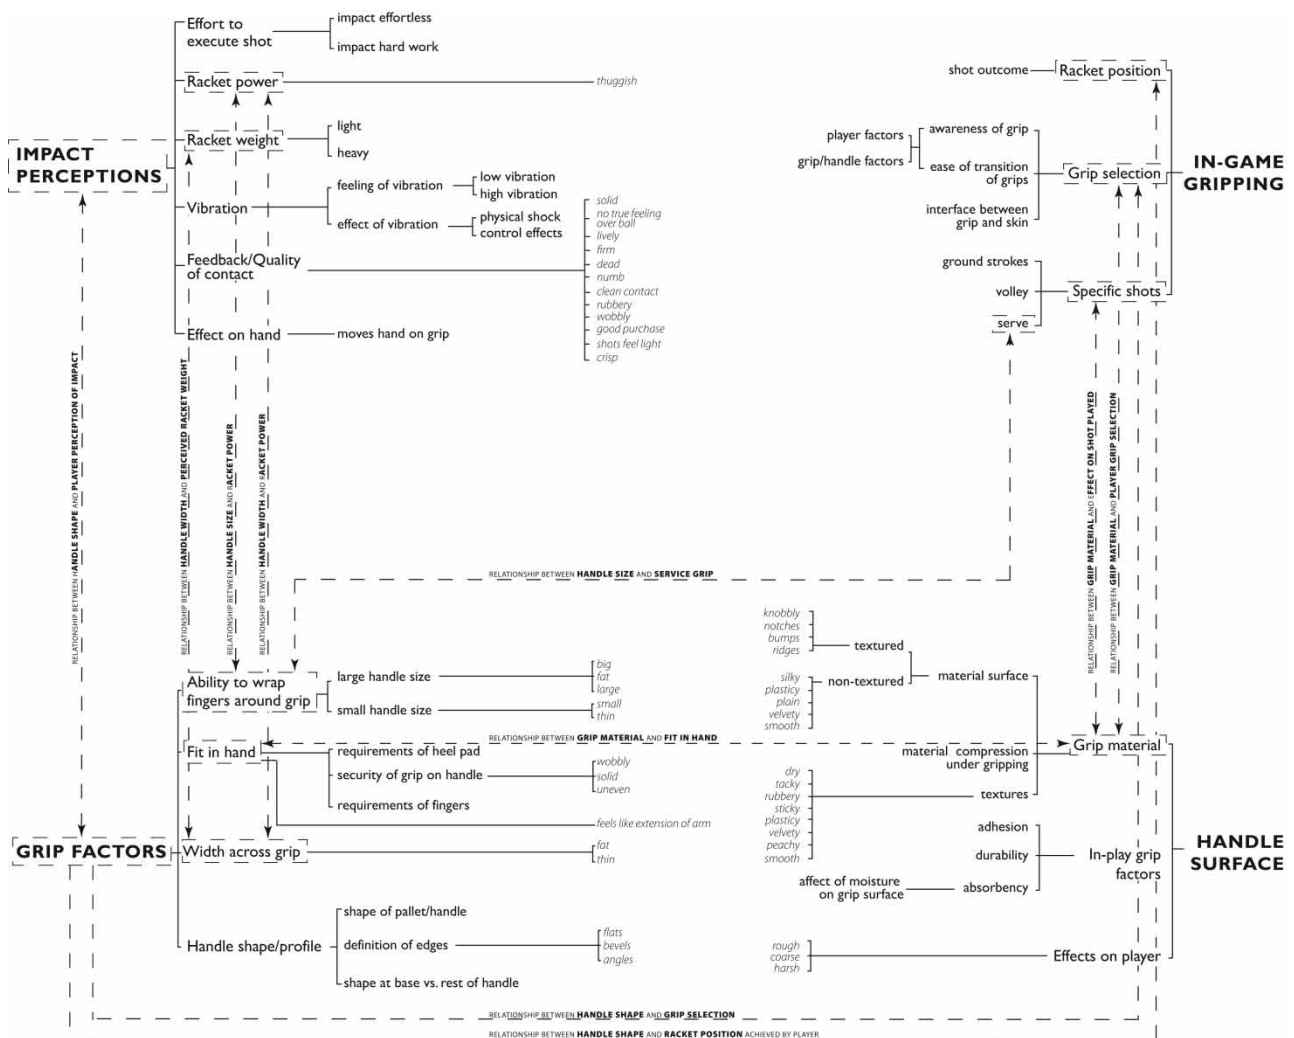 Effort to
execute shot
impact effortless
impact hard work
Racket power
thuggish
Racket weight
light
heavy
IMPACT
PERCEPTIONS
Vibration
feeling of vibration
low vibration
high vibration
effect of vibration
physical shock
control effects
Feedback/Quality
of contact
solid
no true feeling
over ball
lively
firm
dead
numb
clean contact
rubbery
wobbly
good purchase
shots feel light
crisp
Effect on hand
moves hand on grip
shot outcome
Racket position
player factors
grip/handle factors
awareness of grip
ease of transition
of grips
interface between
grip and skin
Grip selection
IN-GAME
GRIPPING
ground strokes
volley
serve
Specific shots
RELATIONSHIP BETWEEN HANDLE SHAPE AND PLAYER PERCEPTION OF IMPACT
RELATIONSHIP BETWEEN HANDLE WIDTH AND PERCEIVED RACKET WEIGHT
RELATIONSHIP BETWEEN HANDLE SIZE AND RACKET POWER
RELATIONSHIP BETWEEN HANDLE WIDTH AND RACKET POWER
RELATIONSHIP BETWEEN GRIP MATERIAL AND EFFECT ON SHOT PLAYED
RELATIONSHIP BETWEEN GRIP MATERIAL AND PLAYER GRIP SELECTION
RELATIONSHIP BETWEEN HANDLE SIZE AND SERVICE GRIP
Ability to wrap
fingers around grip
large handle size
big
fat
large
small handle size
small
thin
RELATIONSHIP BETWEEN GRIP MATERIAL AND FIT IN HAND
Fit in hand
requirements of heel pad
security of grip on handle
wobbly
solid
uneven
requirements of fingers
feels like extension of arm
GRIP FACTORS
Width across grip
fat
thin
Handle shape/profile
shape of pallet/handle
definition of edges
flats
bevels
angles
shape at base vs. rest of handle
knobbly
notches
bumps
ridges
textured
silky
plasticy
plain
velvety
smooth
non-textured
material surface
material compression
under gripping
Grip material
dry
tacky
rubbery
sticky
plasticy
velvety
peachy
smooth
textures
adhesion
durability
affect of moisture
on grip surface
absorbency
In-play grip
factors
HANDLE
SURFACE
rough
coarse
harsh
Effects on player
RELATIONSHIP BETWEEN HANDLE SHAPE AND GRIP SELECTION
RELATIONSHIP BETWEEN HANDLE SHAPE AND RACKET POSITION ACHIEVED BY PLAYER